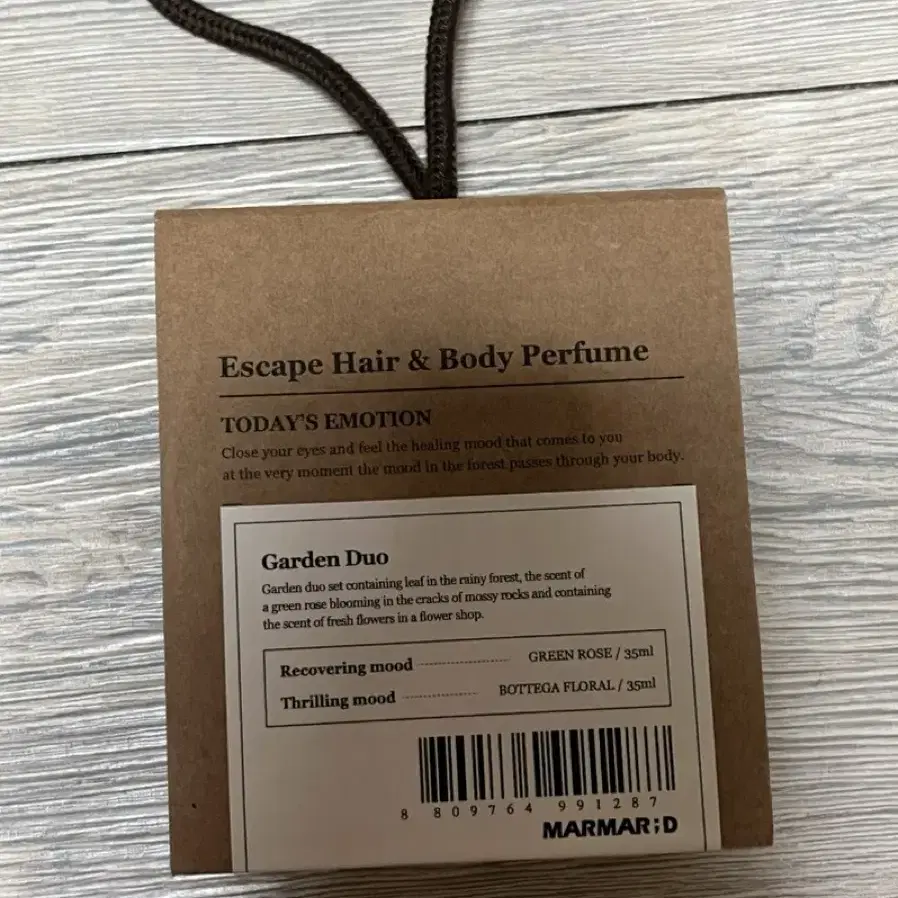 Escape Hair & Body Perfume
TODAY'S EMOTION
Close your eyes and feel the healing mood that comes to you
at the very moment the mood in the forest passes through your body.
Garden Duo
Garden duo set containing leaf in the rainy forest, the scent of
a green rose blooming in the cracks of mossy rocks and containing
the scent of fresh flowers in a flower shop.
Recovering mood GREEN ROSE / 35ml
Thrilling mood BOTTEGA FLORAL / 35ml
8 809764 991287
MARMAR;D